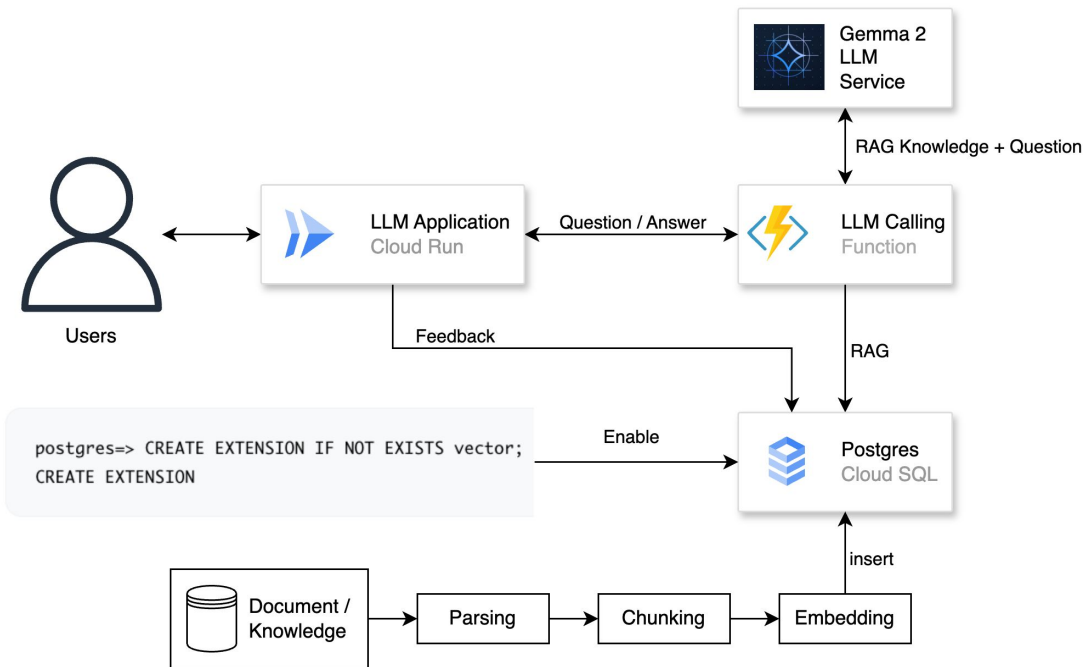 Gemma 2
LLM
Service
RAG Knowledge + Question
LLM Application
Cloud Run
Question / Answer
LLM Calling
Function
Users
Feedback
RAG
postgres=> CREATE EXTENSION IF NOT EXISTS vector;
CREATE EXTENSION
Enable
Postgres
Cloud SQL
insert
Document /
Knowledge
Parsing
Chunking
Embedding